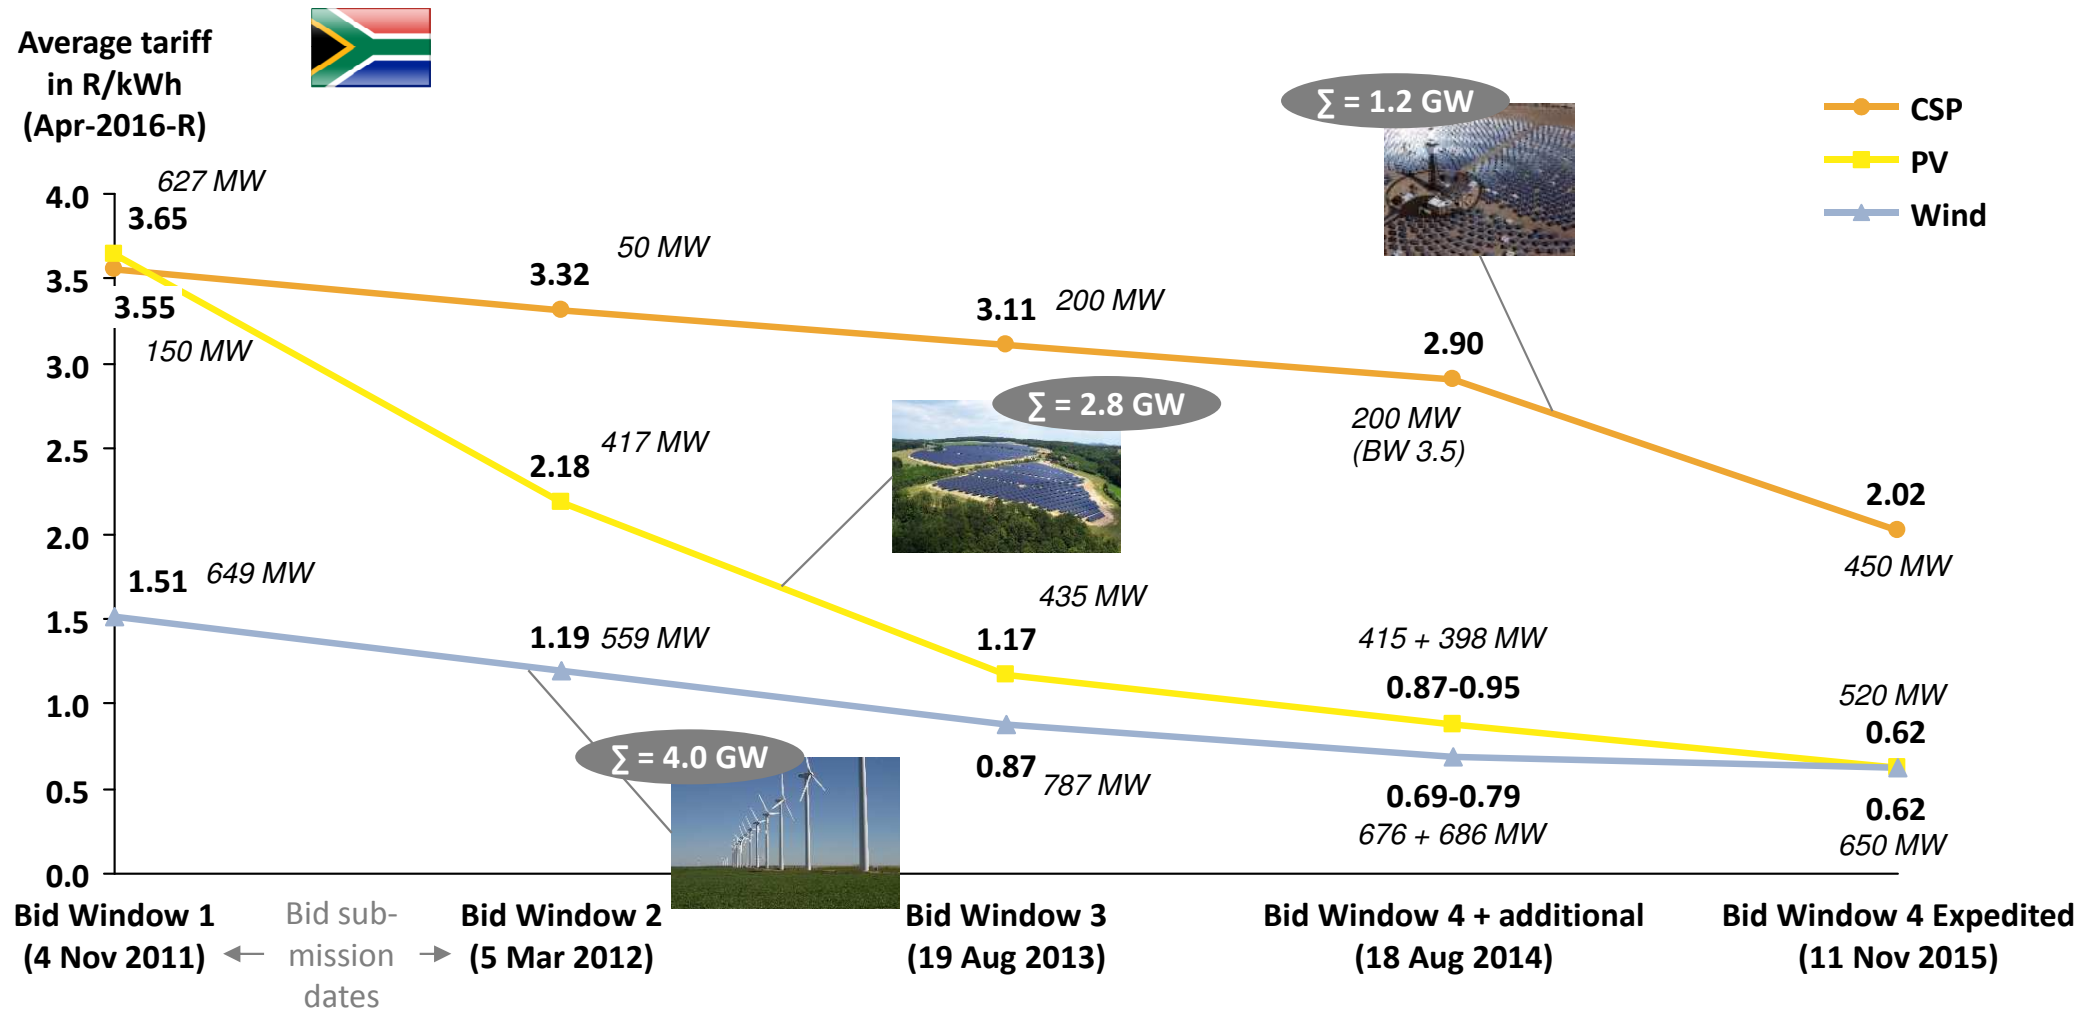 Average tariff
in R/kWh
(Apr-2016-R)
∑ = 1.2 GW
CSP
PV
Wind
4.0
3.5
3.0
2.5
2.0
1.5
1.0
0.5
0.0
627 MW
3.65
3.55
150 MW
50 MW
3.32
3.11
200 MW
2.90
200 MW
(BW 3.5)
2.02
450 MW
∑ = 2.8 GW
417 MW
2.18
435 MW
1.17
415 + 398 MW
0.87-0.95
520 MW
0.62
1.51
649 MW
1.19
559 MW
∑ = 4.0 GW
0.87
787 MW
0.69-0.79
676 + 686 MW
0.62
650 MW
Bid Window 1
(4 Nov 2011)
Bid sub-
mission
dates
Bid Window 2
(5 Mar 2012)
Bid Window 3
(19 Aug 2013)
Bid Window 4 + additional
(18 Aug 2014)
Bid Window 4 Expedited
(11 Nov 2015)